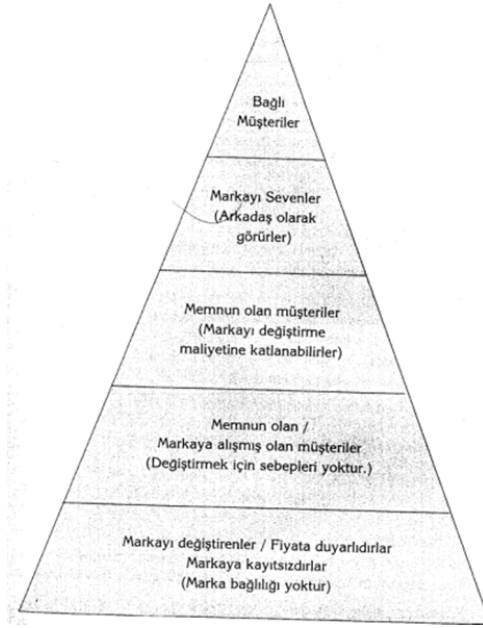 Bağlı
Müşteriler
Markayı Sevenler
(Arkadaş olarak
görürler)
Memnun olan müşteriler
(Markayı değiştirme
maliyetine katlanabilirler)
Memnun olan /
Markaya alışmış olan müşteriler
(Değiştirmek için sebepleri yoktur.)
Markayı değiştirenler / Fiyata duyarlıdırlar
Markaya kayıtsızdırlar
(Marka bağlılığı yoktur)